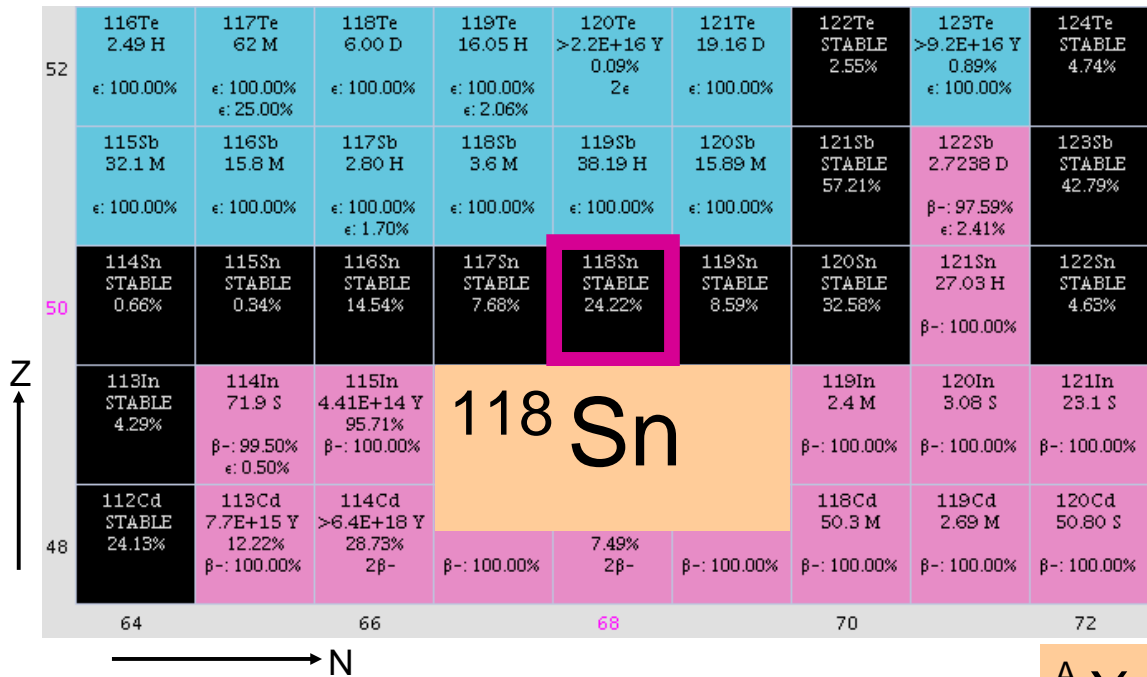 116Te 117Te 118Te 119Te 120Te 121Te 122Te 123Te 124Te
2.49 H 62 M 6.00 D 16.05 H >2.2E+16 Y 19.16 D STABLE >9.2E+16 Y STABLE
0.09% 2.55% 0.89% 4.74%
52
ε: 100.00% ε: 100.00% ε: 100.00% ε: 100.00% 2ε ε: 100.00% ε: 100.00%
ε: 25.00% ε: 2.06%
115Sb 116Sb 117Sb 118Sb 119Sb 120Sb 121Sb 122Sb 123Sb
32.1 M 15.8 M 2.80 H 3.6 M 38.19 H 15.89 M STABLE 2.7238 D STABLE
57.21% 42.79%
ε: 100.00% ε: 100.00% ε: 100.00% ε: 100.00% ε: 100.00% ε: 100.00% β-: 97.59%
ε: 1.70% ε: 2.41%
114Sn 115Sn 116Sn 117Sn 118Sn 119Sn 120Sn 121Sn 122Sn
STABLE STABLE STABLE STABLE STABLE STABLE STABLE 27.03 H STABLE
50 0.66% 0.34% 14.54% 7.68% 24.22% 8.59% 32.58% 4.63%
β-: 100.00%
Z
113In 114In 115In 119In 120In 121In
STABLE 71.9 S 4.41E+14 Y 2.4 M 3.08 S 23.1 S
4.29% 95.71%
β-: 99.50% β-: 100.00% β-: 100.00% β-: 100.00% β-: 100.00%
ε: 0.50%
118 Sn
112Cd 113Cd 114Cd 118Cd 119Cd 120Cd
STABLE 7.7E+15 Y >6.4E+18 Y 50.3 M 2.69 M 50.80 S
48 24.13% 12.22% 28.73% 7.49%
β-: 100.00% 2β- β-: 100.00% 2β- β-: 100.00% β-: 100.00% β-: 100.00% β-: 100.00%
64 66 68 70 72
N
A